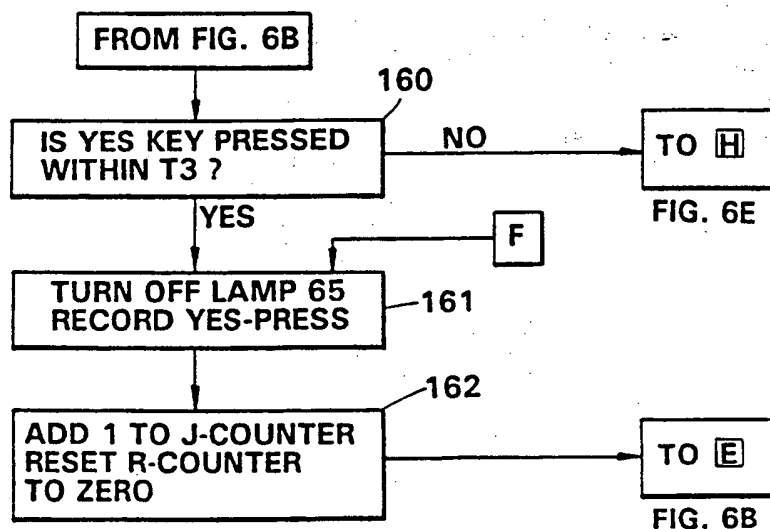 FROM FIG. 6B
160
IS YES KEY PRESSED
WITHIN T3 ?
NO
TO H
FIG. 6E
YES
F
TURN OFF LAMP 65
RECORD YES-PRESS
161
162
ADD 1 TO J-COUNTER
RESET R-COUNTER
TO ZERO
TO E
FIG. 6B